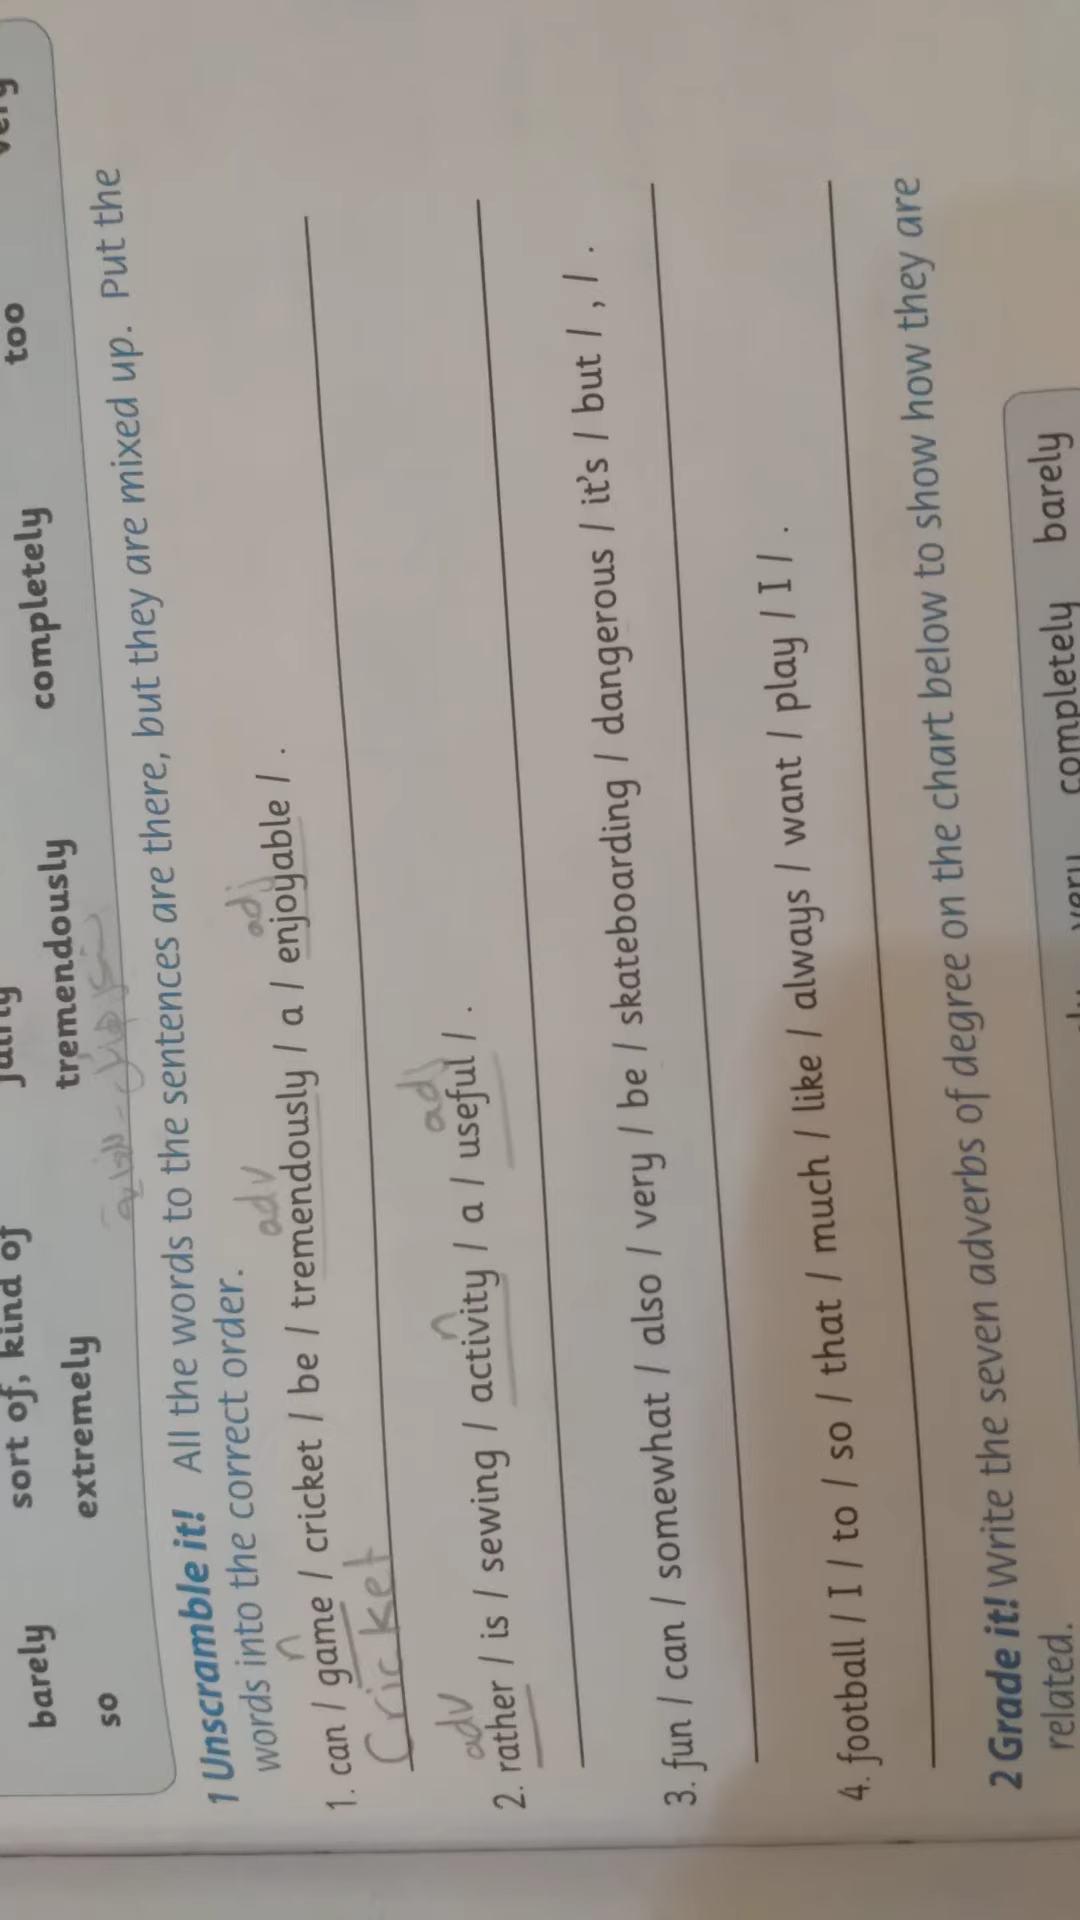 sort of, kind of
too
very
barely
completely
extremely
tremendously
so
1 Unscramble it! All the words to the sentences are there, but they are mixed up. Put the
words into the correct order.
n adv adj
1. can / game / cricket / be / tremendously / a / enjoyable / .
Cricket
adv n adj
2. rather / is / sewing / activity / a / useful / .
3. fun / can / somewhat / also / very / be / skateboarding / dangerous / it's / but / , / .
4. football / I / to / so / that / much / like / always / want / play / I / .
2 Grade it! Write the seven adverbs of degree on the chart below to show how they are
related.
very completely barely